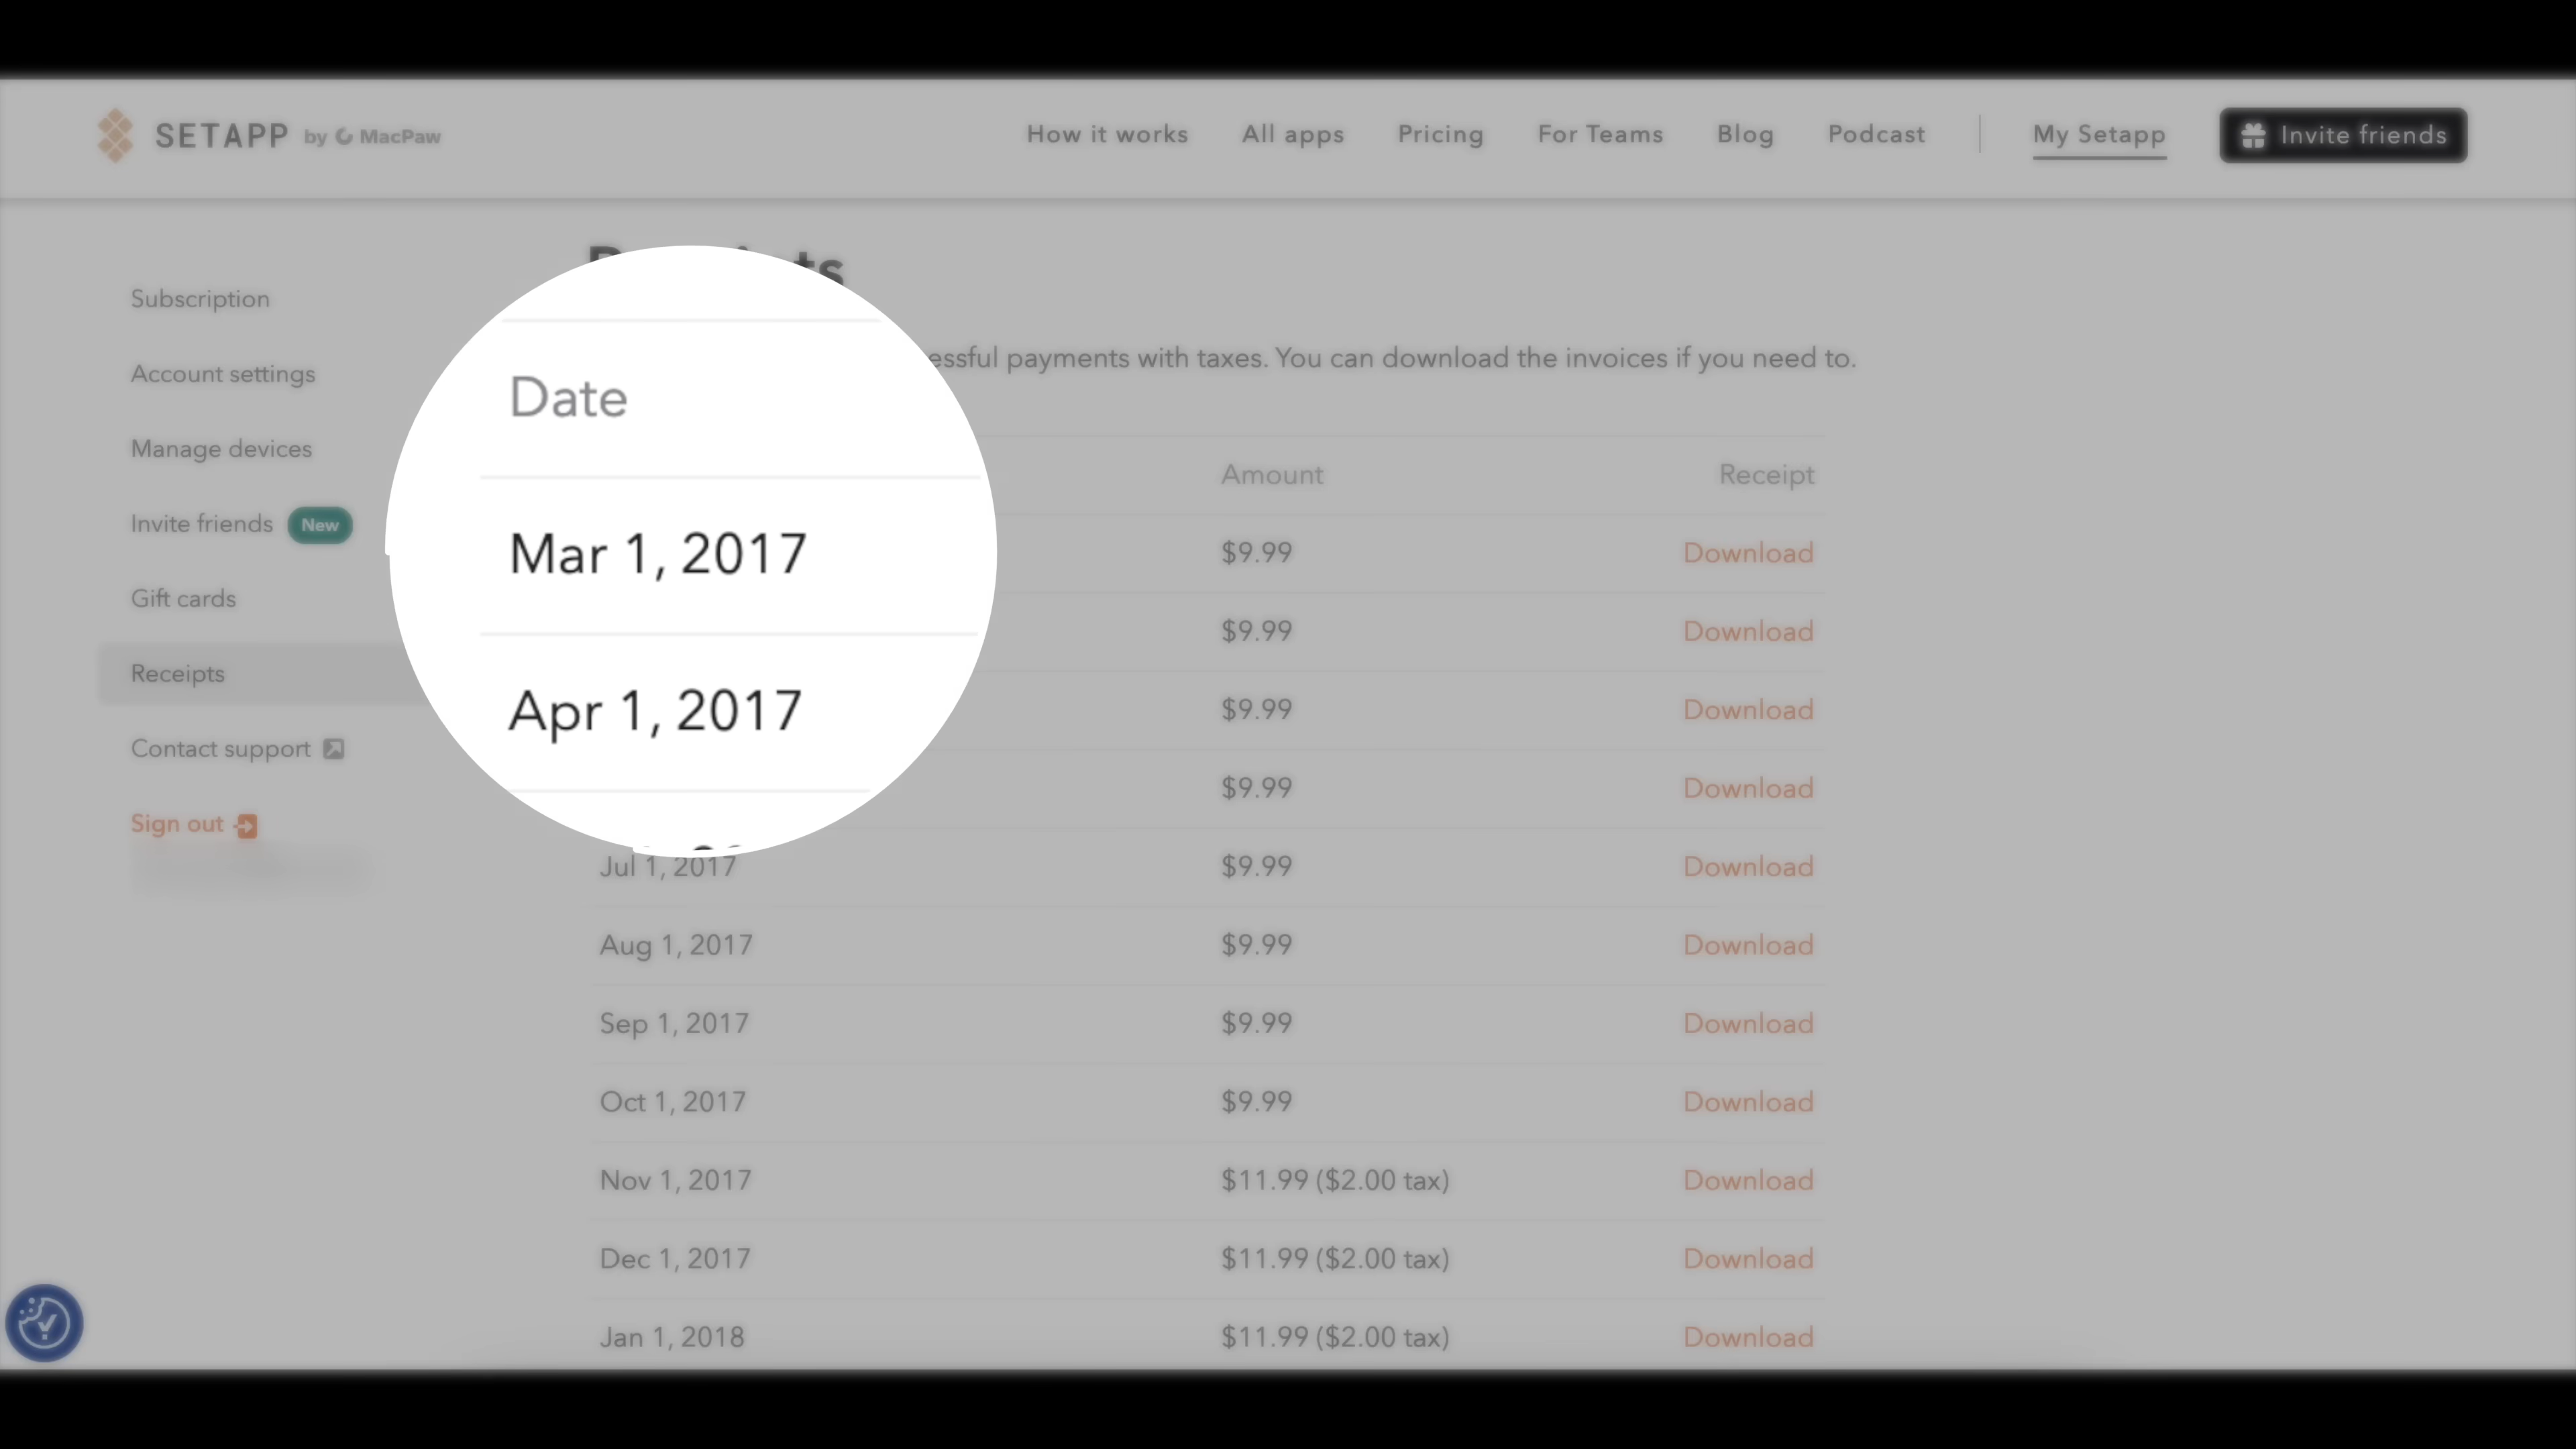 SETAPP by MacPaw
How it works
All apps
Pricing
For Teams
Blog
Podcast
My Setapp
Invite friends
Subscription
Account settings
Manage devices
Invite friends New
Gift cards
Receipts
Contact support
Sign out
payments with taxes. You can download the invoices if you need to.
Date Amount Receipt
Mar 1, 2017 $9.99 Download
Apr 1, 2017 $9.99 Download
$9.99 Download
$9.99 Download
Jul 1, 2017 $9.99 Download
Aug 1, 2017 $9.99 Download
Sep 1, 2017 $9.99 Download
Oct 1, 2017 $9.99 Download
Nov 1, 2017 $11.99 ($2.00 tax) Download
Dec 1, 2017 $11.99 ($2.00 tax) Download
Jan 1, 2018 $11.99 ($2.00 tax) Download